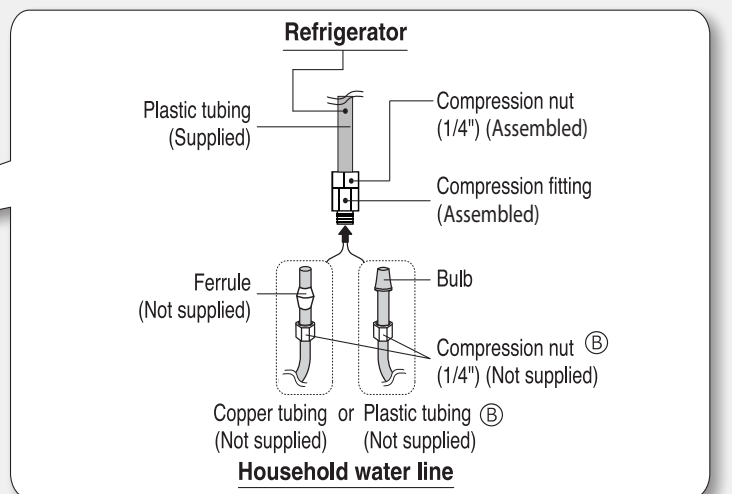 Refrigerator
Plastic tubing
(Supplied)
Compression nut
(1/4") (Assembled)
Compression fitting
(Assembled)
Ferrule
(Not supplied)
Bulb
Compression nut Ⓑ
(1/4") (Not supplied)
Copper tubing or Plastic tubing Ⓑ
(Not supplied) (Not supplied)
Household water line